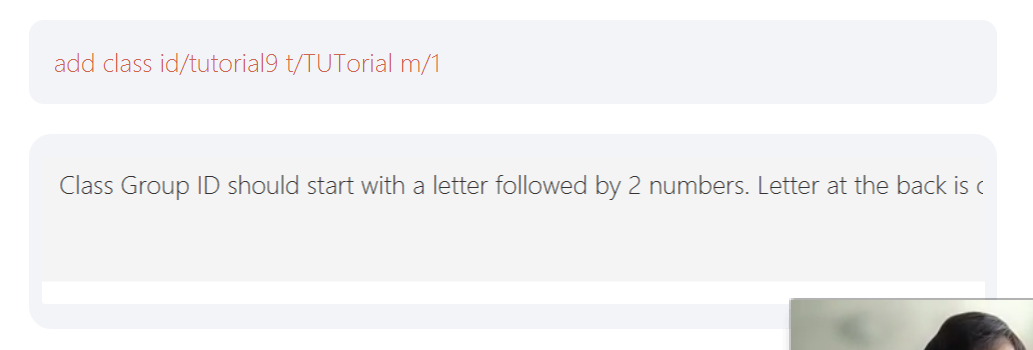 add class id/tutorial9 t/TUTorial m/1
Class Group ID should start with a letter followed by 2 numbers. Letter at the back is